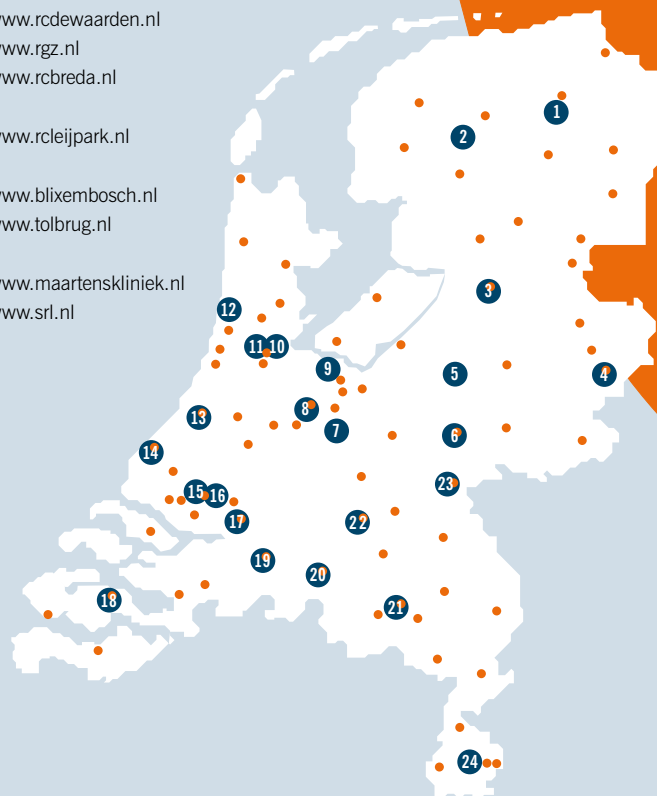 www.rcdewaarden.nl
www.rgz.nl
www.rcbreda.nl
www.rcleijpark.nl
www.blixembosch.nl
www.tolbrug.nl
www.maartenskliniek.nl
www.srl.nl
1
2
3
12
11 10
9
5
4
8
13
7
6
14
23
15 16
17
22
19
20
18
21
24